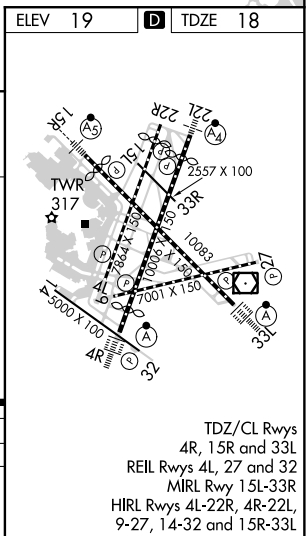 ELEV 19
D
TDZE 18
15R
A5
P
15L
P
22R
22L
A4
P
2557 X 100
TWR
317
33R
7864 X 150
10006 X 150
10083
P
4L
9
7001 X 150
27
P
P
14
5000 X 100
P
A
4R
32
P
33L
A
TDZ/CL Rwys
4R, 15R and 33L
REIL Rwys 4L, 27 and 32
MIRL Rwy 15L-33R
HIRL Rwys 4L-22R, 4R-22L,
9-27, 14-32 and 15R-33L